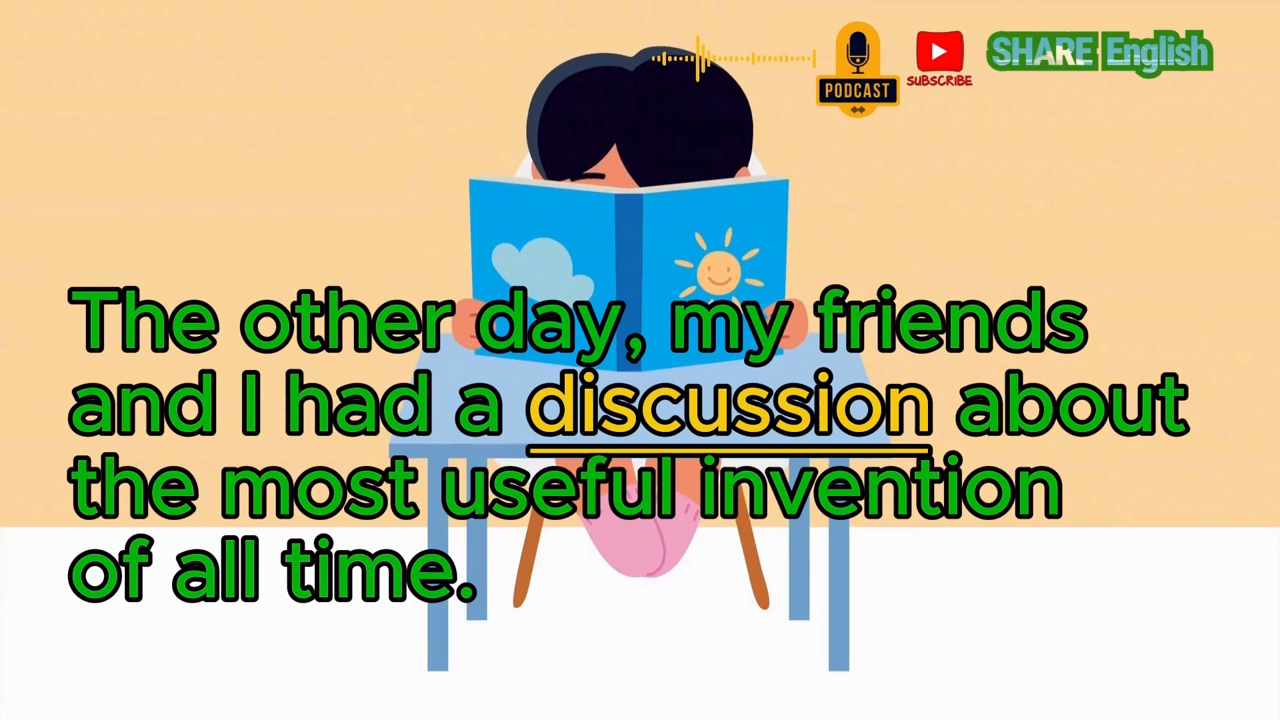 PODCAST
SUBSCRIBE
SHARE English
The other day, my friends
and I had a discussion about
the most useful invention
of all time.